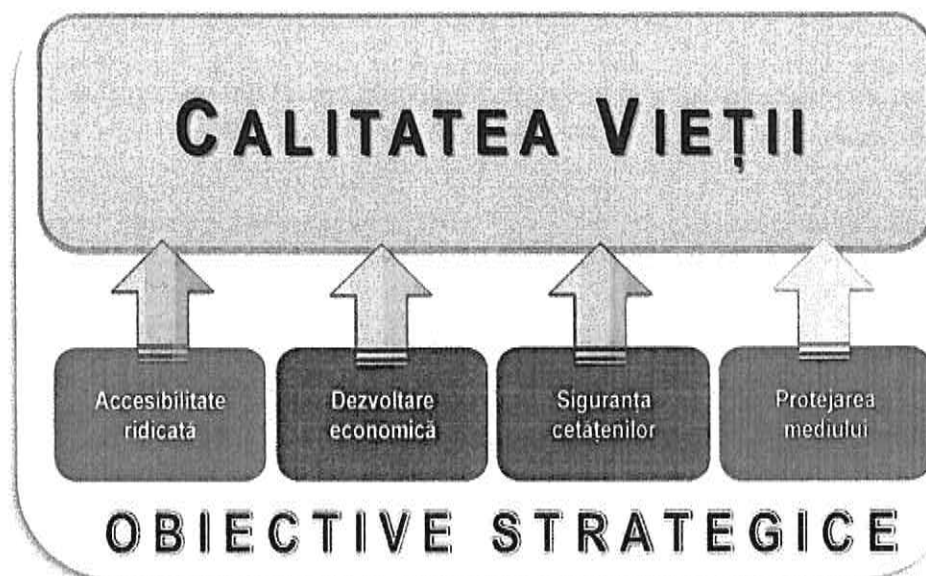 CALITATEA VIEȚII
Accesibilitate
ridicată
Dezvoltare
economică
Siguranța
cetățenilor
Protejarea
mediului
OBIECTIVE STRATEGICE